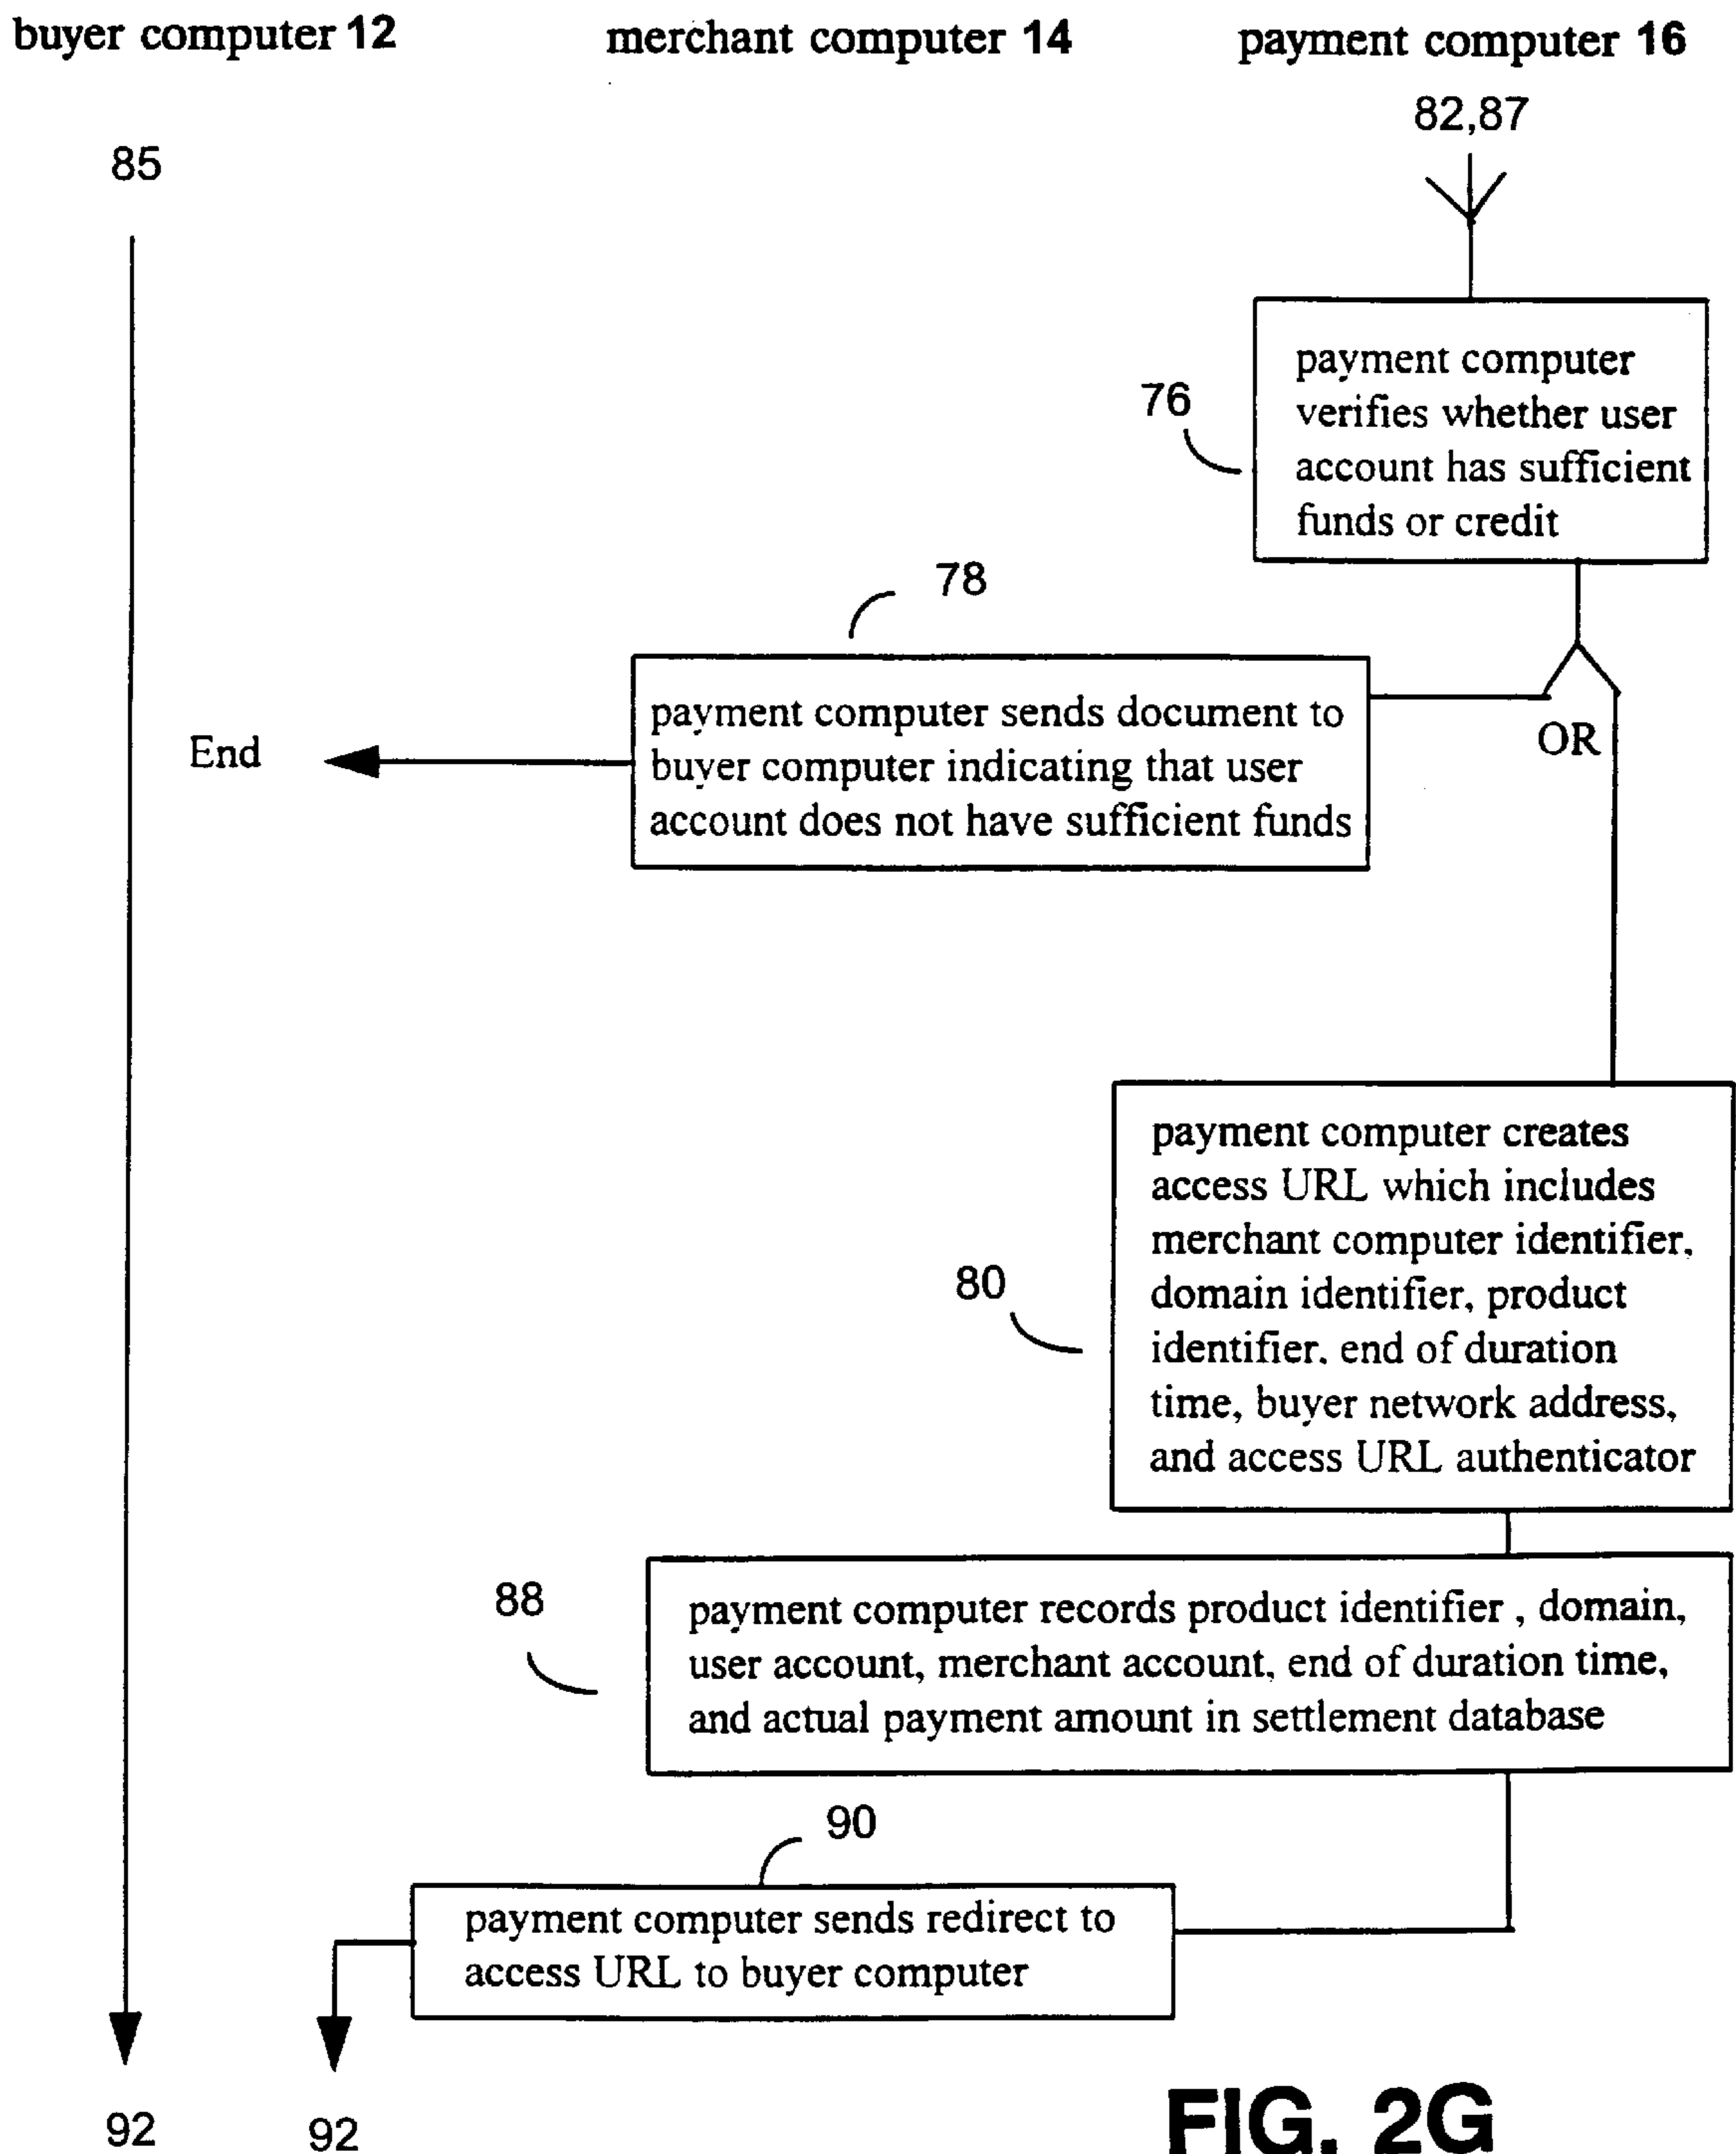 buyer computer 12
merchant computer 14
payment computer 16
82,87
85
payment computer
verifies whether user
account has sufficient
funds or credit
76
78
payment computer sends document to
buyer computer indicating that user
account does not have sufficient funds
End
OR
payment computer creates
access URL which includes
merchant computer identifier,
domain identifier, product
identifier, end of duration
time, buyer network address,
and access URL authenticator
80
88
payment computer records product identifier , domain,
user account, merchant account, end of duration time,
and actual payment amount in settlement database
90
payment computer sends redirect to
access URL to buyer computer
92
92
FIG. 2G